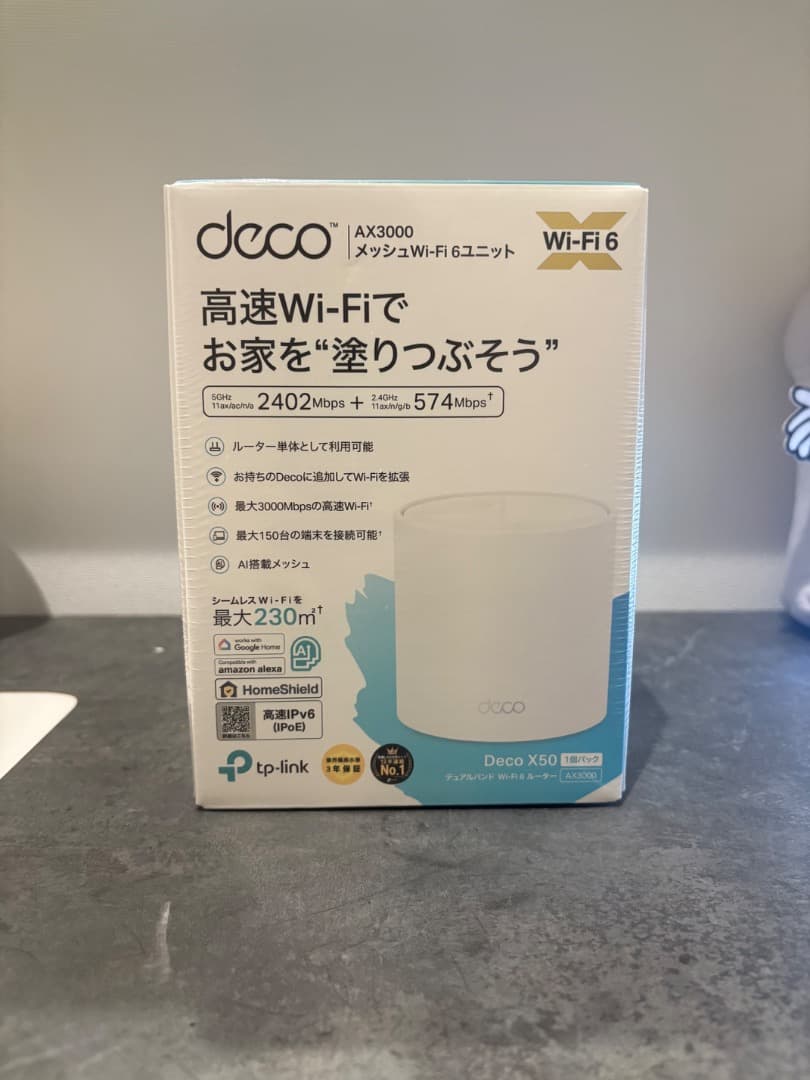 deco™
AX3000
メッシュWi-Fi 6ユニット
Wi-Fi 6
高速Wi-Fiで
お家を“塗りつぶそう”
5GHz
11ax/ac/n/a
2402Mbps +
2.4GHz
11ax/n/g/b
574Mbps†
ルーター単体として利用可能
お持ちのDecoに追加してWi-Fiを拡張
最大3000Mbpsの高速Wi-Fi†
最大150台の端末を接続可能†
AI搭載メッシュ
シームレス Wi-Fiを
最大230㎡†
works with
Google Home
AI
Compatible with
amazon alexa
HomeShield
高速IPv6
(IPoE)
deco
tp-link
3年保証
No.1
Deco X50 1個パック
デュアルバンド Wi-Fi 6 ルーター AX3000